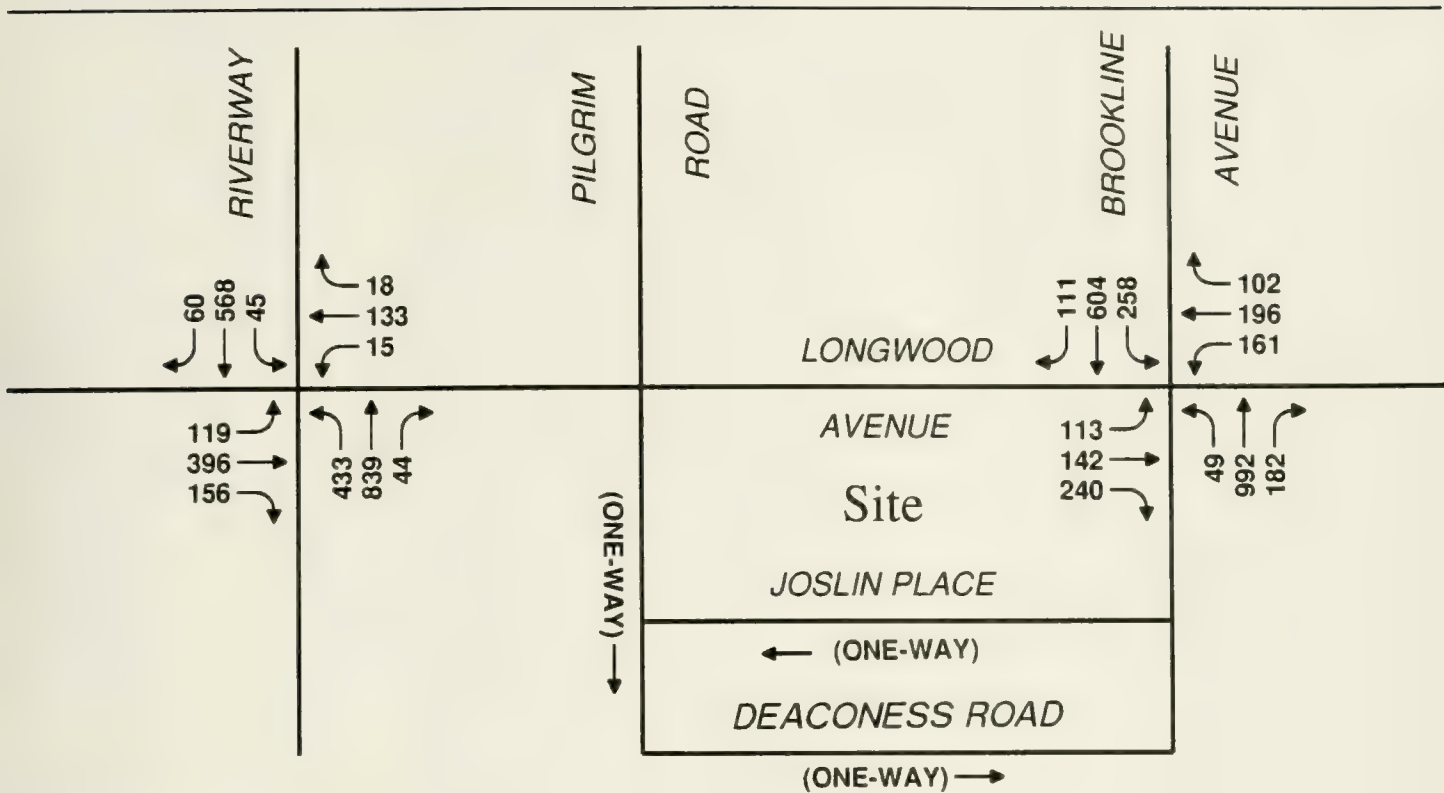 RIVERWAY
PILGRIM
ROAD
BROOKLINE
AVENUE
60
568
45
18
133
15
111
604
258
102
196
161
LONGWOOD
AVENUE
119
396
156
433
839
44
113
142
240
49
992
182
Site
(ONE-WAY)
JOSLIN PLACE
(ONE-WAY)
DEACONESS ROAD
(ONE-WAY)